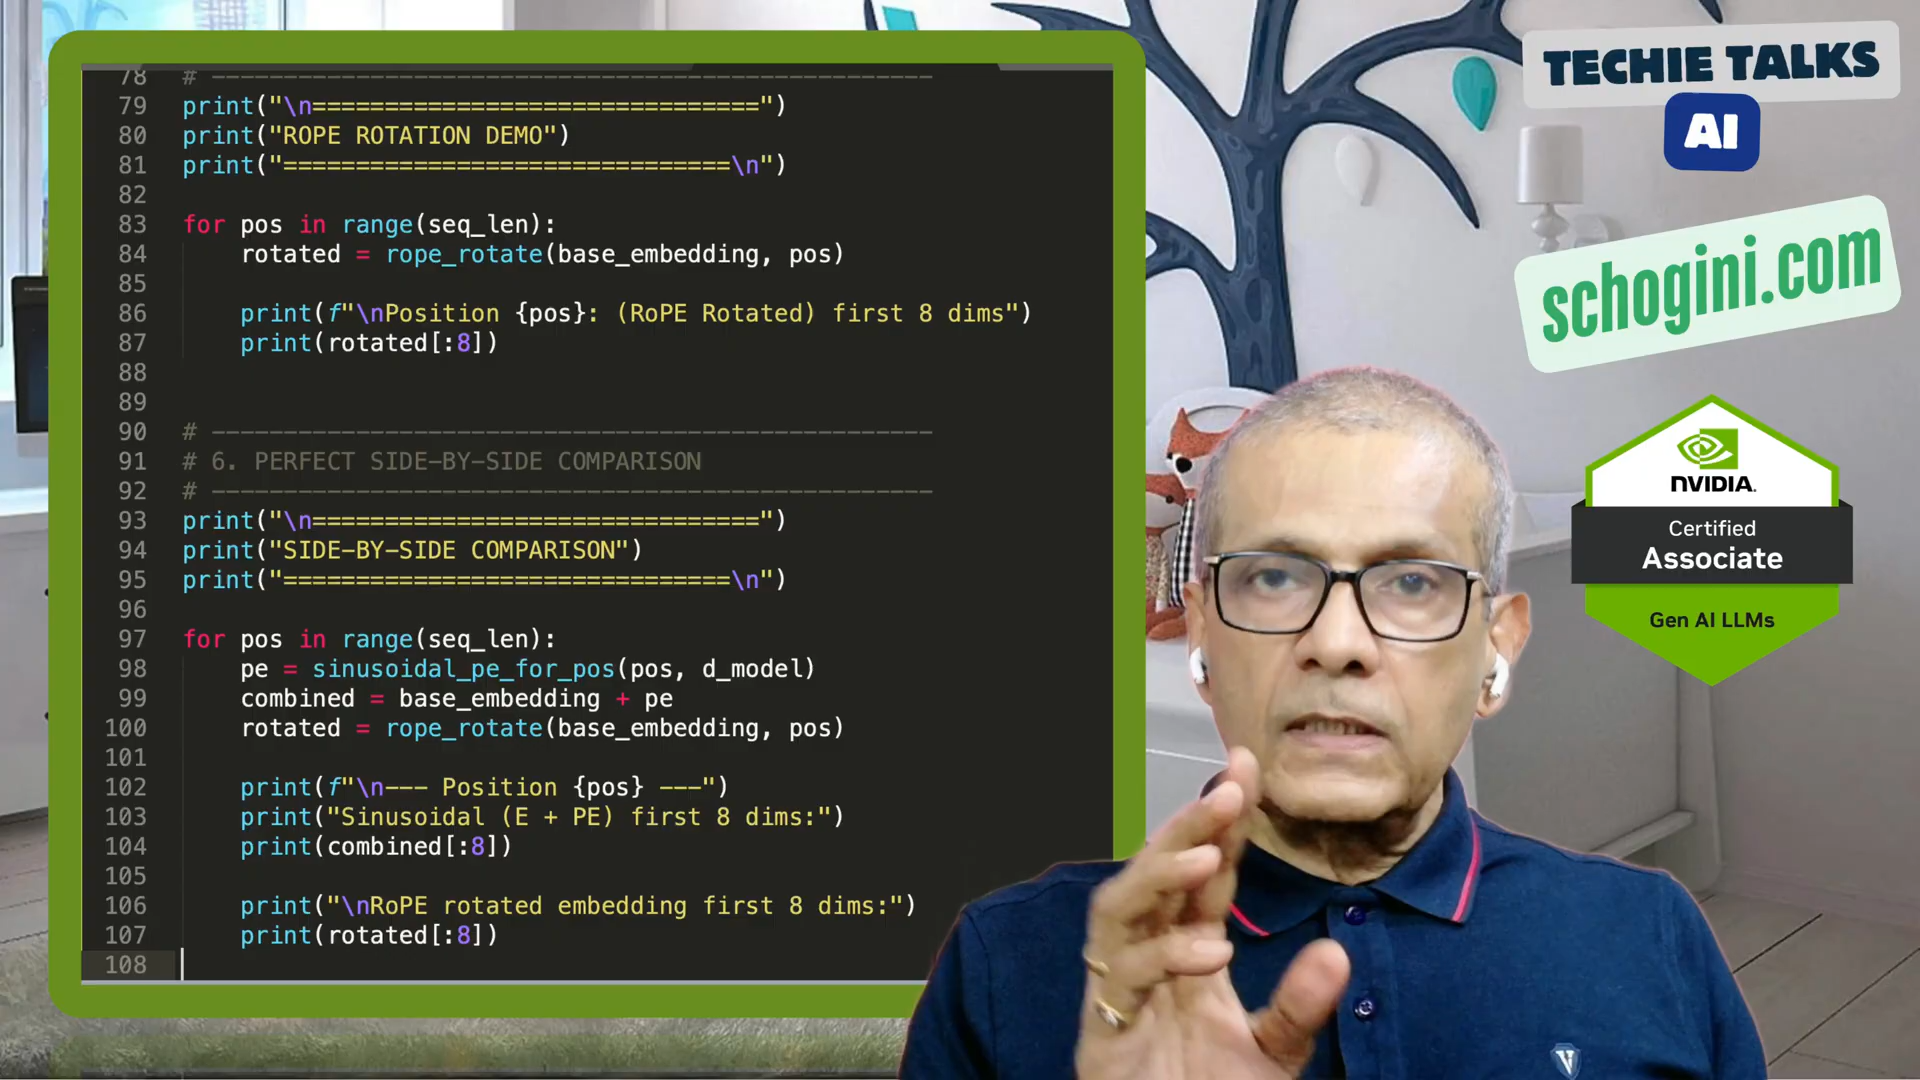 78 # --------------------------------------------------
79 print("\n===============================")
80 print("ROPE ROTATION DEMO")
81 print("===============================\n")
82
83 for pos in range(seq_len):
84 rotated = rope_rotate(base_embedding, pos)
85
86 print(f"\nPosition {pos}: (RoPE Rotated) first 8 dims")
87 print(rotated[:8])
88
89
90 # --------------------------------------------------
91 # 6. PERFECT SIDE-BY-SIDE COMPARISON
92 # --------------------------------------------------
93 print("\n===============================")
94 print("SIDE-BY-SIDE COMPARISON")
95 print("===============================\n")
96
97 for pos in range(seq_len):
98 pe = sinusoidal_pe_for_pos(pos, d_model)
99 combined = base_embedding + pe
100 rotated = rope_rotate(base_embedding, pos)
101
102 print(f"\n--- Position {pos} ---")
103 print("Sinusoidal (E + PE) first 8 dims:")
104 print(combined[:8])
105
106 print("\nRoPE rotated embedding first 8 dims:")
107 print(rotated[:8])
108
TECHIE TALKS
AI
schogini.com
NVIDIA.
Certified
Associate
Gen AI LLMs